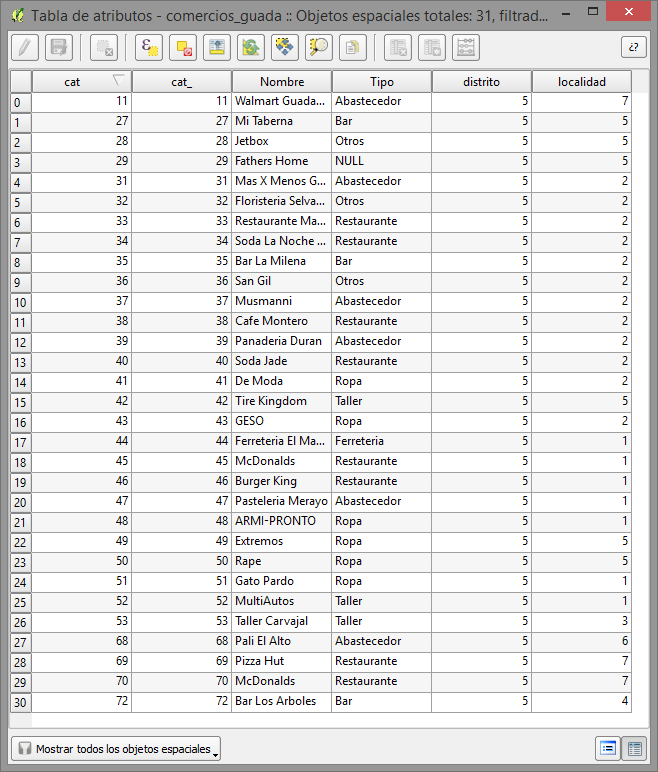 Tabla de atributos - comercios_guada :: Objetos espaciales totales: 31, filtrad...
¿?
cat cat_ Nombre Tipo distrito localidad
0 11 11 Walmart Guada... Abastecedor 5 7
1 27 27 Mi Taberna Bar 5 5
2 28 28 Jetbox Otros 5 5
3 29 29 Fathers Home NULL 5 5
4 31 31 Mas X Menos G... Abastecedor 5 2
5 32 32 Floristeria Selva... Otros 5 2
6 33 33 Restaurante Ma... Restaurante 5 2
7 34 34 Soda La Noche ... Restaurante 5 2
8 35 35 Bar La Milena Bar 5 2
9 36 36 San Gil Otros 5 2
10 37 37 Musmanni Abastecedor 5 2
11 38 38 Cafe Montero Restaurante 5 2
12 39 39 Panaderia Duran Abastecedor 5 2
13 40 40 Soda Jade Restaurante 5 2
14 41 41 De Moda Ropa 5 2
15 42 42 Tire Kingdom Taller 5 5
16 43 43 GESO Ropa 5 2
17 44 44 Ferreteria El Ma... Ferreteria 5 1
18 45 45 McDonalds Restaurante 5 1
19 46 46 Burger King Restaurante 5 1
20 47 47 Pasteleria Merayo Abastecedor 5 1
21 48 48 ARMI-PRONTO Ropa 5 1
22 49 49 Extremos Ropa 5 5
23 50 50 Rape Ropa 5 5
24 51 51 Gato Pardo Ropa 5 1
25 52 52 MultiAutos Taller 5 1
26 53 53 Taller Carvajal Taller 5 3
27 68 68 Pali El Alto Abastecedor 5 6
28 69 69 Pizza Hut Restaurante 5 7
29 70 70 McDonalds Restaurante 5 7
30 72 72 Bar Los Arboles Bar 5 4
Mostrar todos los objetos espaciales